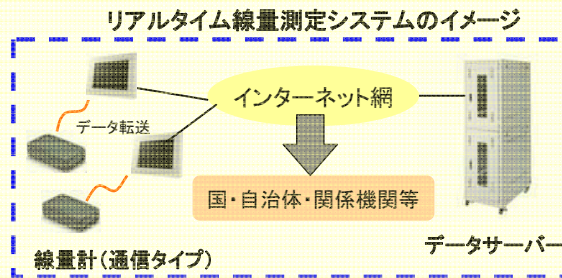 リアルタイム線量測定システムのイメージ
インターネット網
データ転送
国・自治体・関係機関等
線量計(通信タイプ)
データサーバー